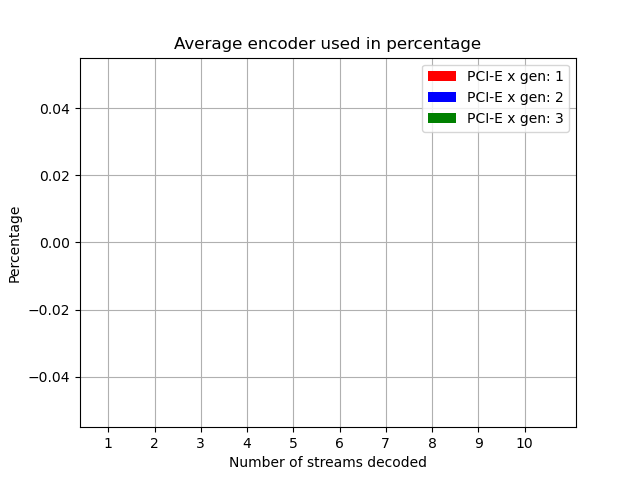 Average encoder used in percentage
PCI-E x gen: 1
PCI-E x gen: 2
PCI-E x gen: 3
0.04
0.02
0.00
−0.02
−0.04
Percentage
1 2 3 4 5 6 7 8 9 10
Number of streams decoded